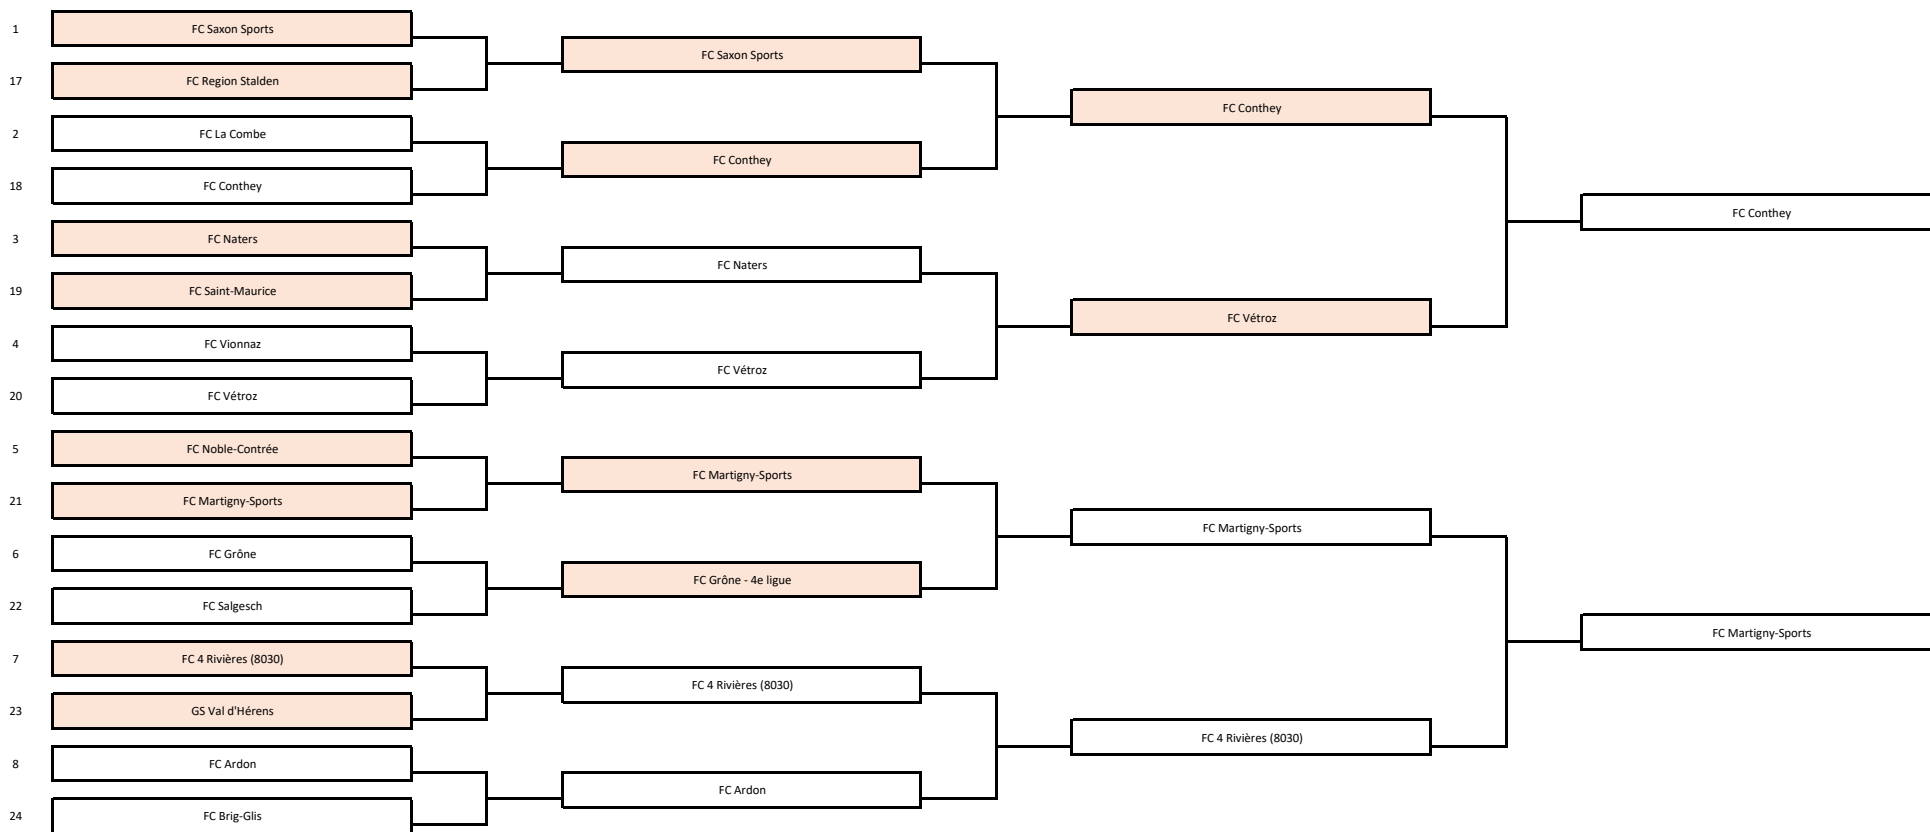 1
FC Saxon Sports
17
FC Region Stalden
2
FC La Combe
18
FC Conthey
3
FC Naters
19
FC Saint-Maurice
4
FC Vionnaz
20
FC Vétroz
5
FC Noble-Contrée
21
FC Martigny-Sports
6
FC Grône
22
FC Salgesch
7
FC 4 Rivières (8030)
23
GS Val d'Hérens
8
FC Ardon
24
FC Brig-Glis
FC Saxon Sports
FC Conthey
FC Naters
FC Vétroz
FC Martigny-Sports
FC Grône - 4e ligue
FC 4 Rivières (8030)
FC Ardon
FC Conthey
FC Vétroz
FC Martigny-Sports
FC 4 Rivières (8030)
FC Conthey
FC Martigny-Sports